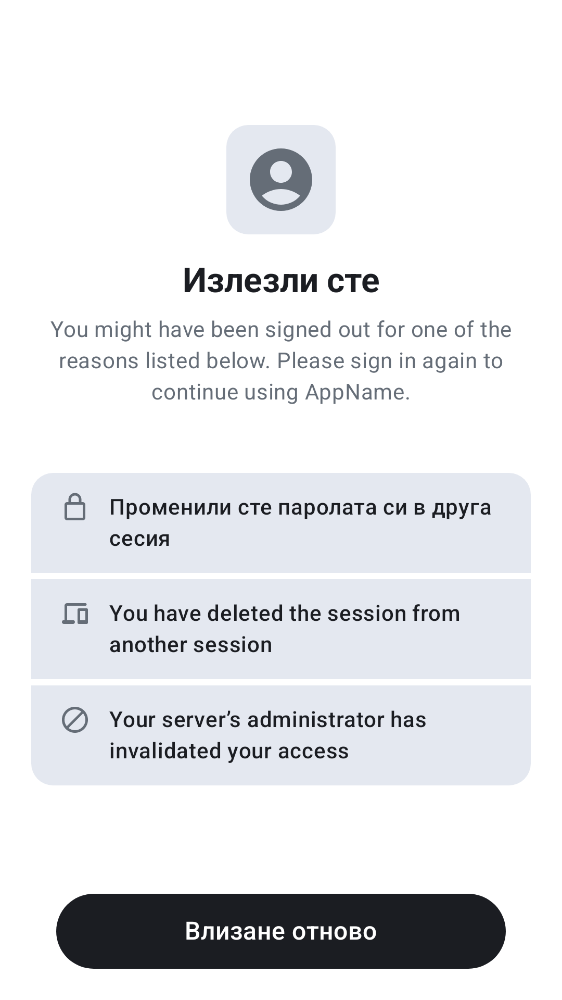 Излезли сте
You might have been signed out for one of the
reasons listed below. Please sign in again to
continue using AppName.
Променили сте паролата си в друга
сесия
You have deleted the session from
another session
Your server’s administrator has
invalidated your access
Влизане отново